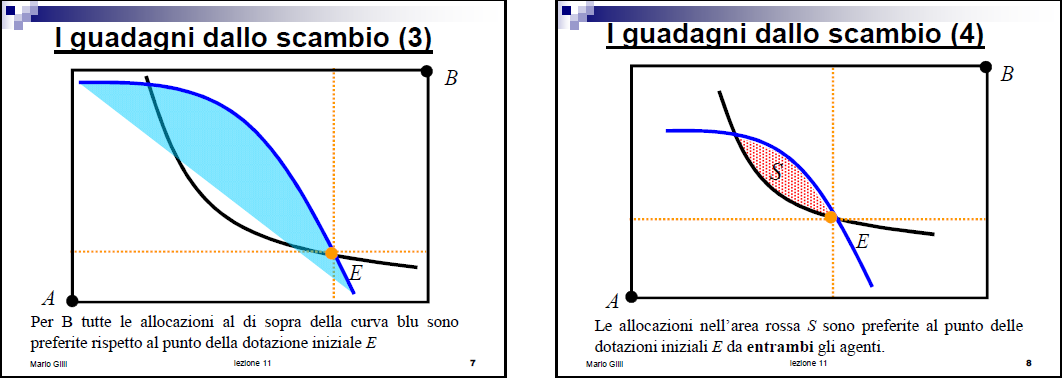 I guadagni dallo scambio (3)
B
E
A
Per B tutte le allocazioni al di sopra della curva blu sono
preferite rispetto al punto della dotazione iniziale E
Mario Gilli
lezione 11
7
I guadagni dallo scambio (4)
B
S
E
A
Le allocazioni nell'area rossa S sono preferite al punto delle
dotazioni iniziali E da entrambi gli agenti.
Mario Gilli
lezione 11
8